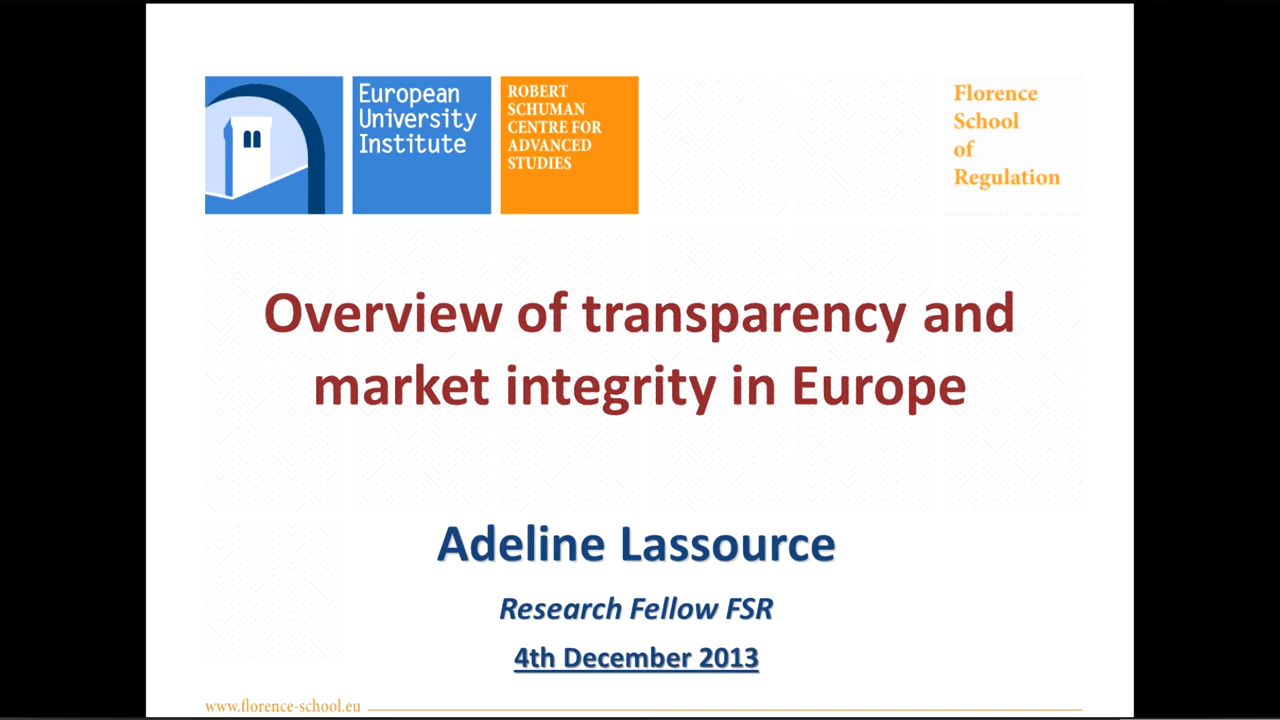 European
University
Institute
ROBERT
SCHUMAN
CENTRE FOR
ADVANCED
STUDIES
Florence
School
of
Regulation
Overview of transparency and
market integrity in Europe
Adeline Lassource
Research Fellow FSR
4th December 2013
www.florence-school.eu